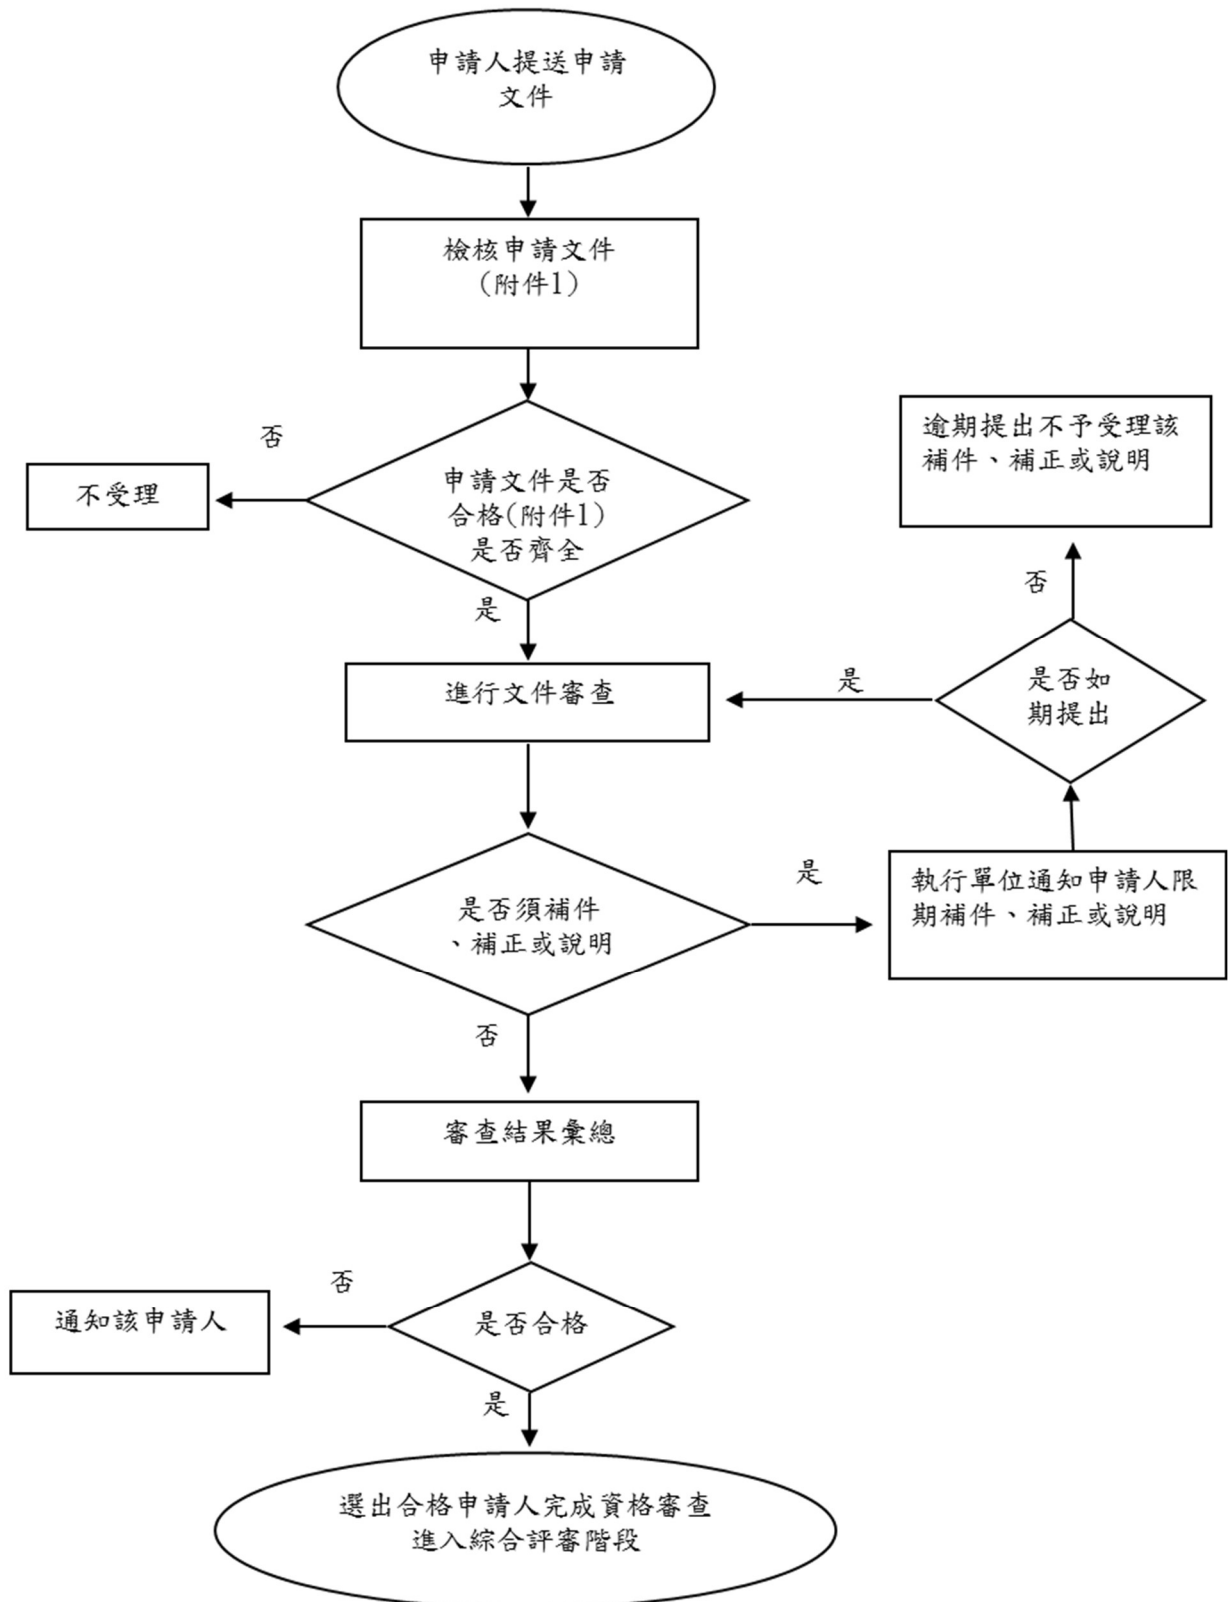 申請人提送申請
文件
檢核申請文件
(附件1)
否
不受理
申請文件是否
合格(附件1)
是否齊全
是
逾期提出不予受理該
補件、補正或說明
否
是否如
期提出
是
進行文件審查
是否須補件
、補正或說明
是
執行單位通知申請人限
期補件、補正或說明
否
審查結果彙總
否
通知該申請人
是否合格
是
選出合格申請人完成資格審查
進入綜合評審階段